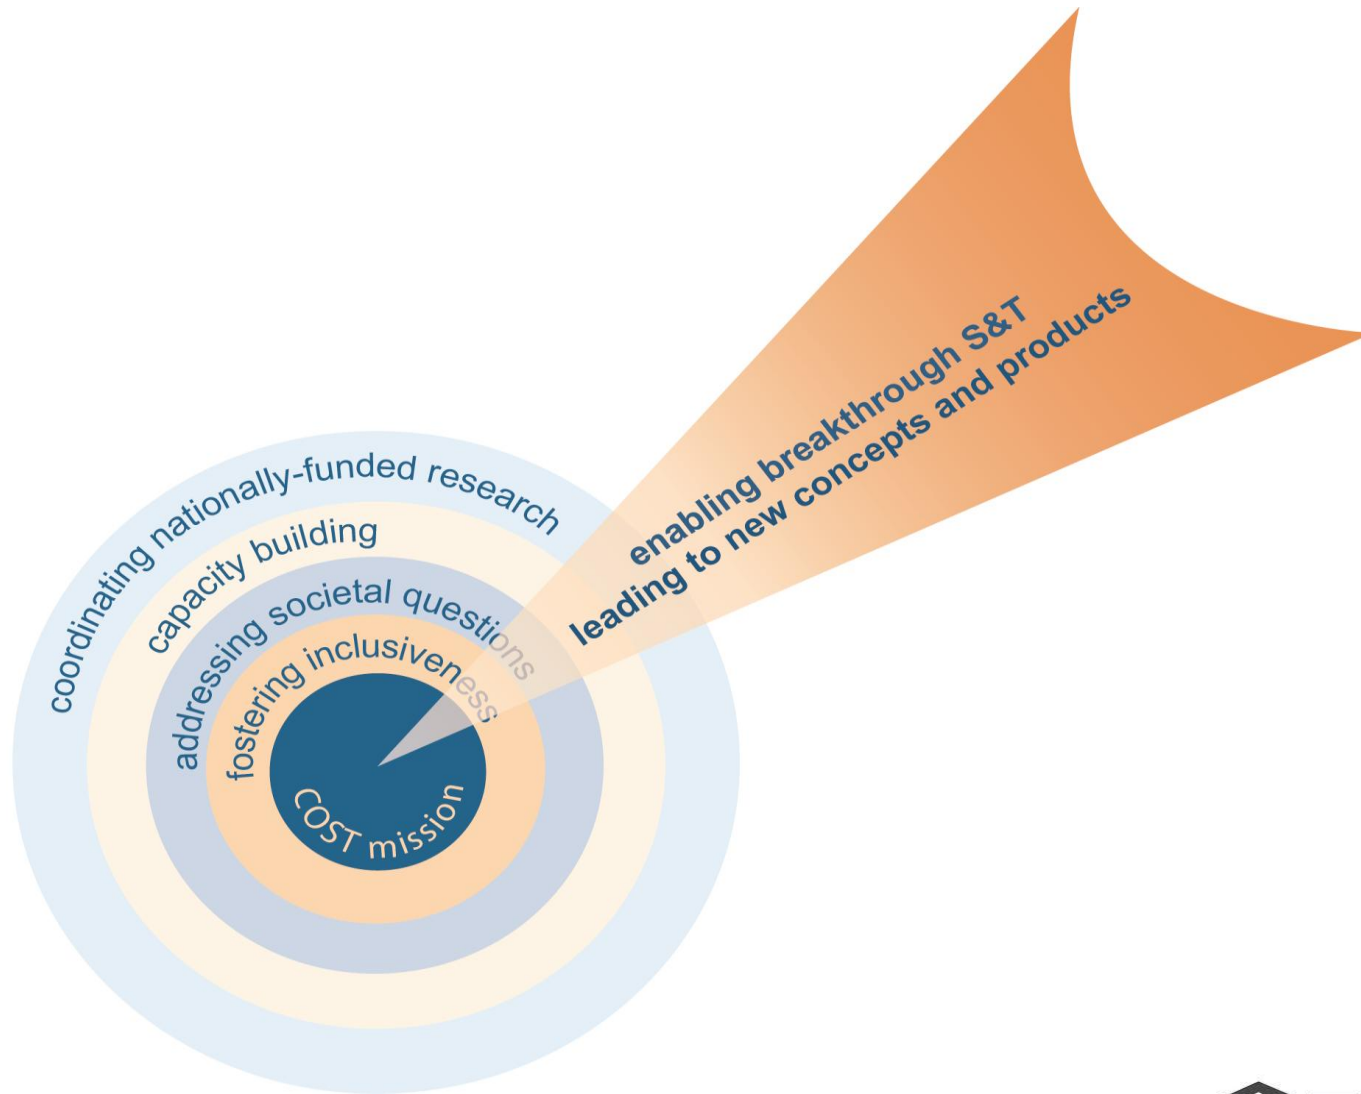 coordinating nationally-funded research
capacity building
addressing societal questions
fostering inclusiveness
COST mission
enabling breakthrough S&T
leading to new concepts and products